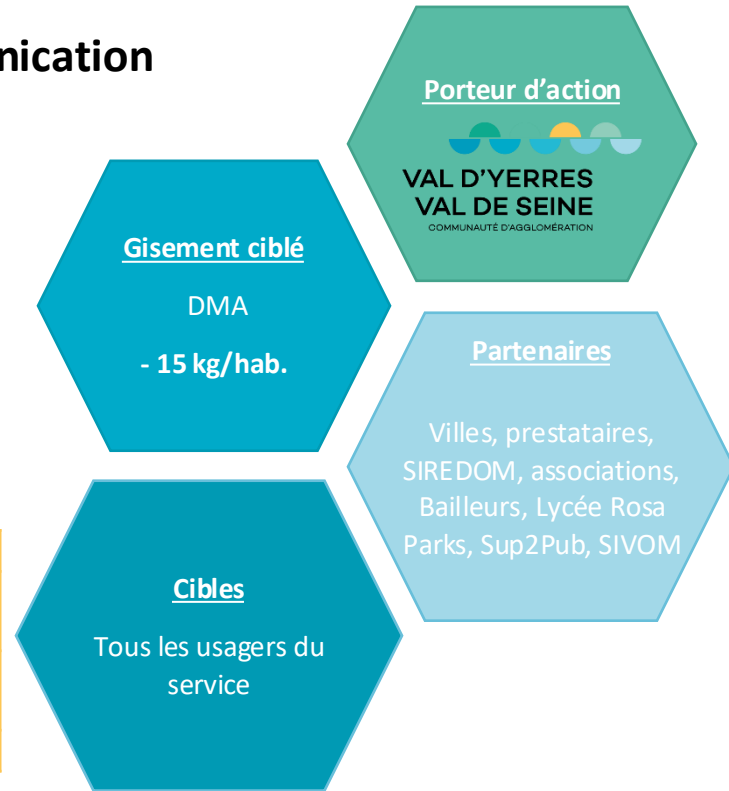 nication
Porteur d'action
VAL D'YERRES
VAL DE SEINE
COMMUNAUTÉ D'AGGLOMÉRATION
Gisement ciblé
DMA
- 15 kg/hab.
Partenaires
Villes, prestataires,
SIREDOM, associations,
Bailleurs, Lycée Rosa
Parks, Sup2Pub, SIVOM
Cibles
Tous les usagers du
service